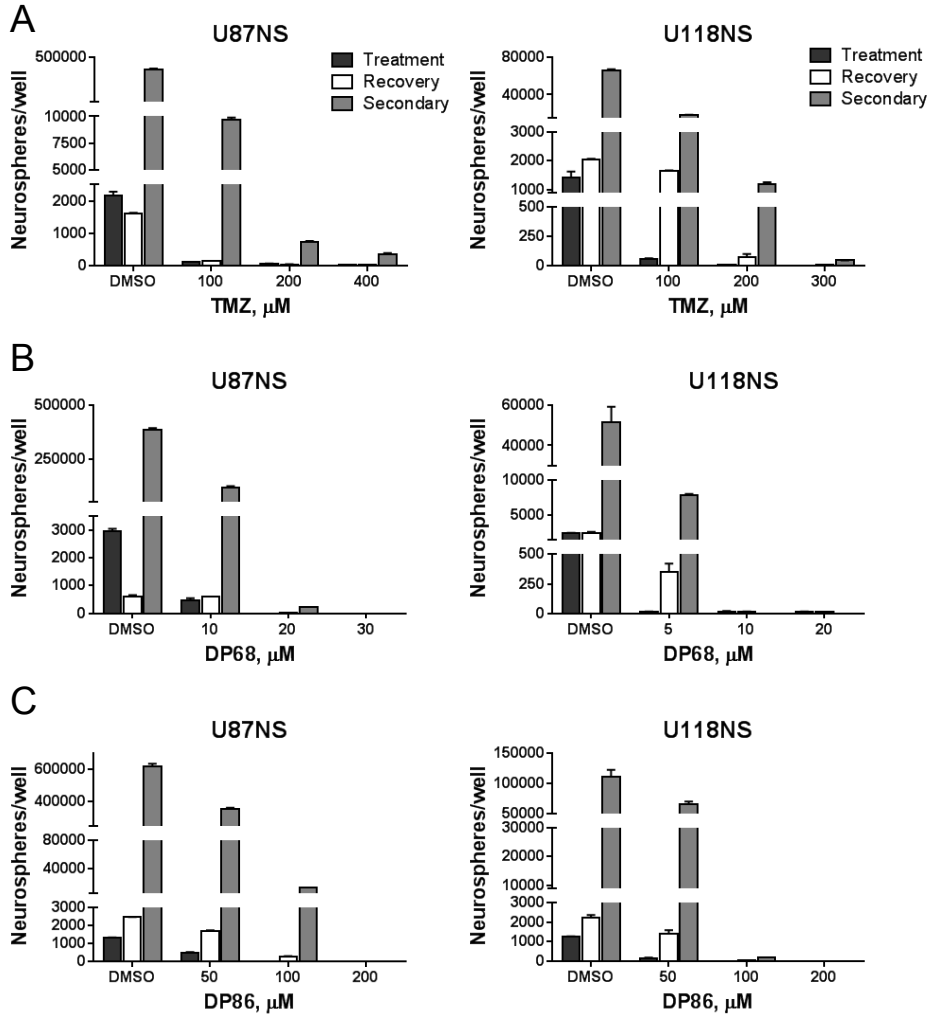 A
U87NS
Neurospheres/well
500000
10000
7500
5000
2000
1000
0
DMSO 100 200 400
TMZ, μM
Treatment
Recovery
Secondary
U118NS
Neurospheres/well
80000
40000
3000
2000
1000
500
250
0
DMSO 100 200 300
TMZ, μM
Treatment
Recovery
Secondary
B
U87NS
Neurospheres/well
500000
250000
3000
2000
1000
0
DMSO 10 20 30
DP68, μM
U118NS
Neurospheres/well
60000
40000
10000
5000
500
250
0
DMSO 5 10 20
DP68, μM
C
U87NS
Neurospheres/well
600000
400000
80000
40000
3000
2000
1000
0
DMSO 50 100 200
DP86, μM
U118NS
Neurospheres/well
150000
100000
50000
30000
20000
10000
3000
2000
1000
0
DMSO 50 100 200
DP86, μM